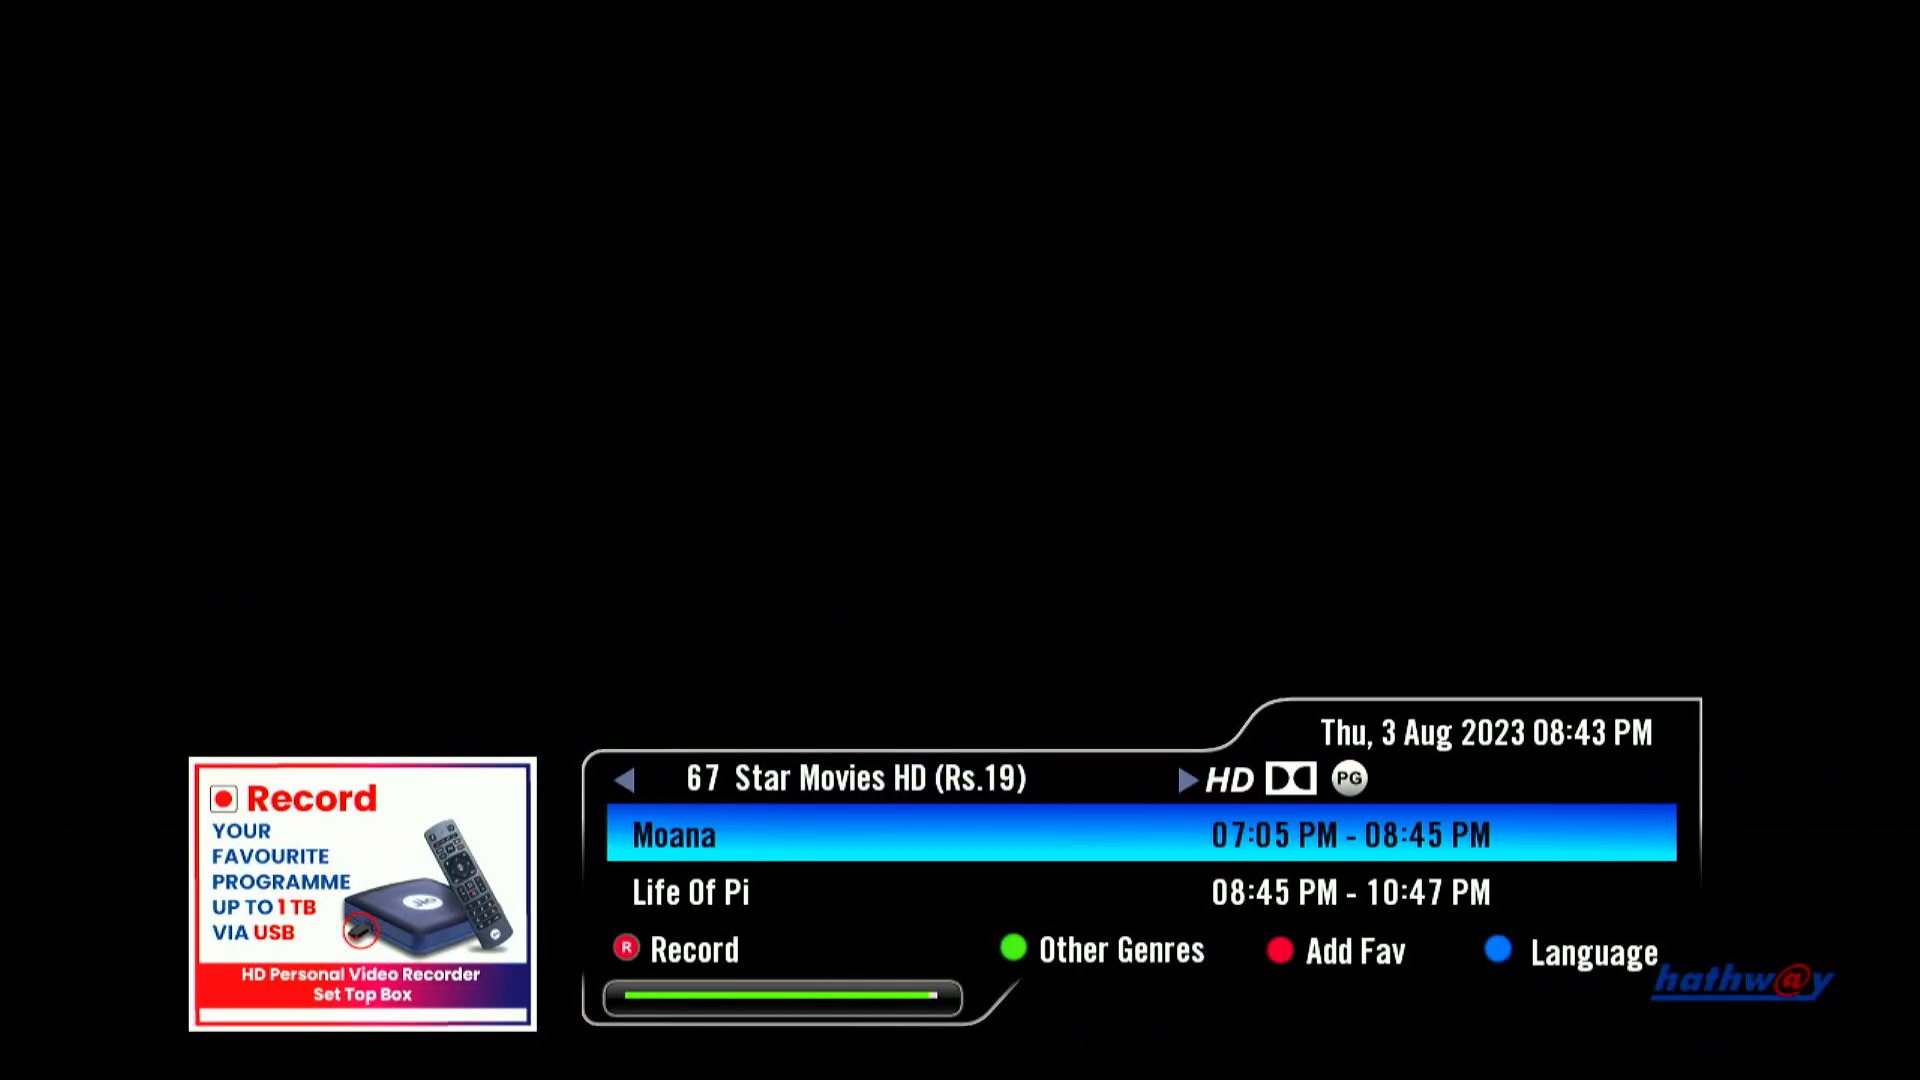 Thu, 3 Aug 2023 08:43 PM
67 Star Movies HD (Rs.19)
HD PG
Moana 07:05 PM - 08:45 PM
Life Of Pi 08:45 PM - 10:47 PM
R Record Other Genres Add Fav Language
hathw@y
Record
YOUR
FAVOURITE
PROGRAMME
UP TO 1 TB
VIA USB
Jio
HD Personal Video Recorder
Set Top Box